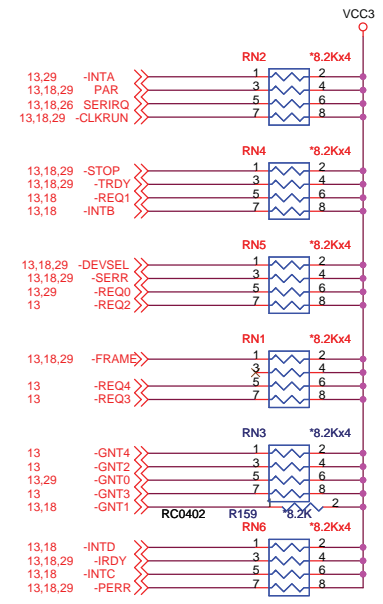 VCC3
RN2 *8.2Kx4
13,29 -INTA 1 2
13,18,29 PAR 3 4
13,18,26 SERIRQ 5 6
13,18,29 -CLKRUN 7 8
RN4 *8.2Kx4
13,18,29 -STOP 1 2
13,18,29 -TRDY 3 4
13,18 -REQ1 5 6
13,18 -INTB 7 8
RN5 *8.2Kx4
13,18,29 -DEVSEL 1 2
13,18,29 -SERR 3 4
13,29 -REQ0 5 6
13 -REQ2 7 8
RN1 *8.2Kx4
13,18,29 -FRAME 1 2
3 4
13 -REQ4 5 6
13 -REQ3 7 8
RN3 *8.2Kx4
13 -GNT4 1 2
13 -GNT2 3 4
13,29 -GNT0 5 6
13 -GNT3 7 8
13,18 -GNT1 1 2
RC0402 R159 *8.2K
RN6 *8.2Kx4
13,18 -INTD 1 2
13,18,29 -IRDY 3 4
13,18 -INTC 5 6
13,18,29 -PERR 7 8